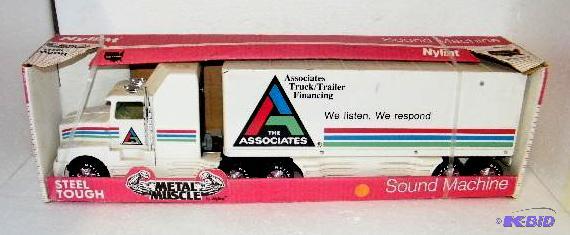 Sound Machine
Nylint
Associates
Truck/Trailer
Financing
We listen. We respond
THE
ASSOCIATES
®
STEEL
TOUGH
METAL
MUSCLE
Sound Machine
K-BID